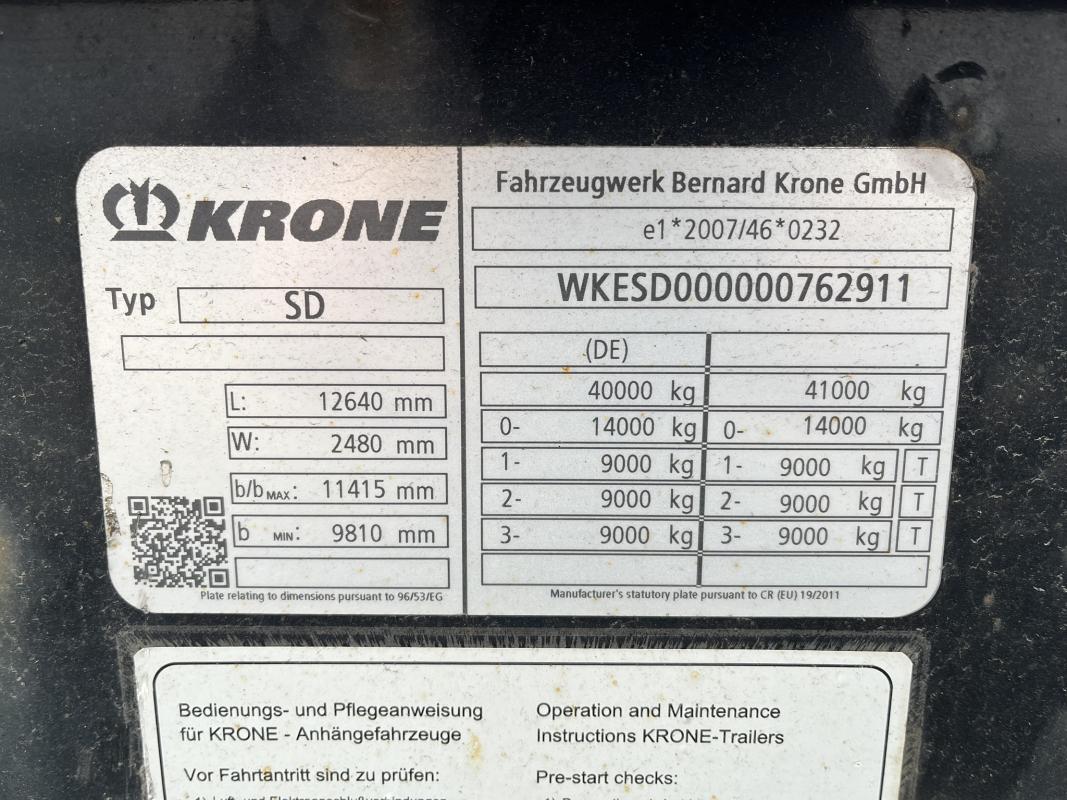 KRONE
Typ SD
L: 12640 mm
W: 2480 mm
b/b MAX: 11415 mm
b MIN: 9810 mm
Plate relating to dimensions pursuant to 96/53/EG
Fahrzeugwerk Bernard Krone GmbH
e1*2007/46*0232
WKESD000000762911
(DE)
40000 kg 41000 kg
0- 14000 kg 0- 14000 kg
1- 9000 kg 1- 9000 kg T
2- 9000 kg 2- 9000 kg T
3- 9000 kg 3- 9000 kg T
Manufacturer's statutory plate pursuant to CR (EU) 19/2011
Bedienungs- und Pflegeanweisung
für KRONE - Anhängefahrzeuge
Vor Fahrtantritt sind zu prüfen:
Operation and Maintenance
Instructions KRONE-Trailers
Pre-start checks: